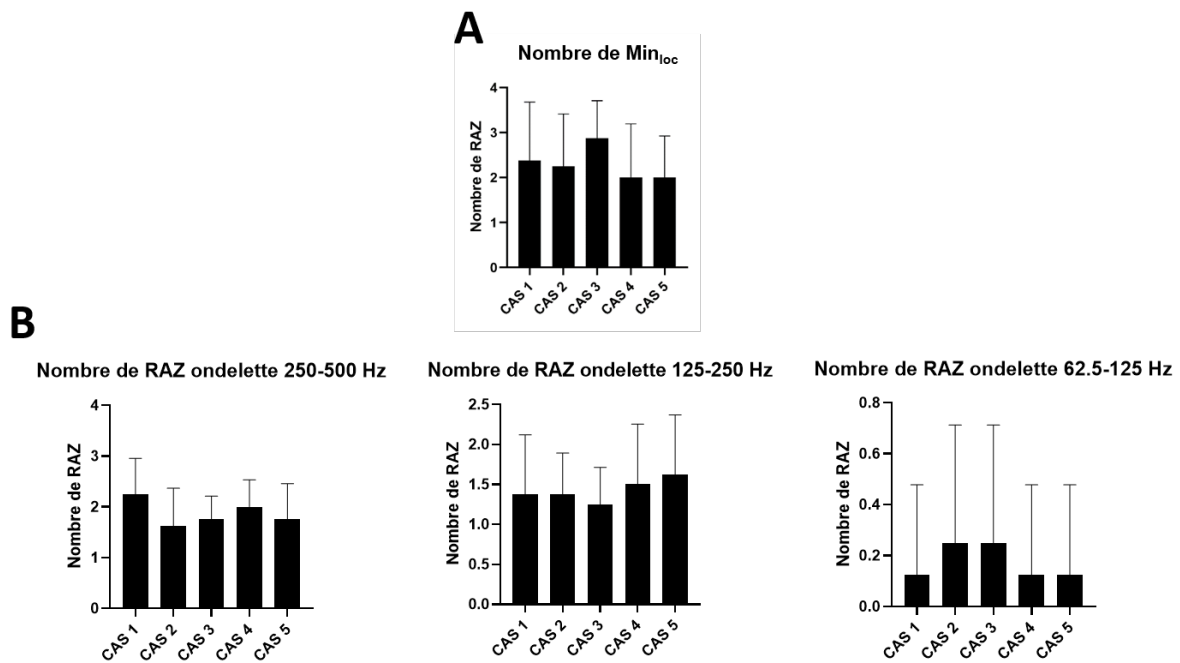 A
Nombre de Minloc
Nombre de RAZ
4
3
2
1
0
CAS 1
CAS 2
CAS 3
CAS 4
CAS 5
B
Nombre de RAZ ondelette 250-500 Hz
Nombre de RAZ
4
3
2
1
0
CAS 1
CAS 2
CAS 3
CAS 4
CAS 5
Nombre de RAZ ondelette 125-250 Hz
Nombre de RAZ
2.5
2.0
1.5
1.0
0.5
0.0
CAS 1
CAS 2
CAS 3
CAS 4
CAS 5
Nombre de RAZ ondelette 62.5-125 Hz
Nombre de RAZ
0.8
0.6
0.4
0.2
0.0
CAS 1
CAS 2
CAS 3
CAS 4
CAS 5